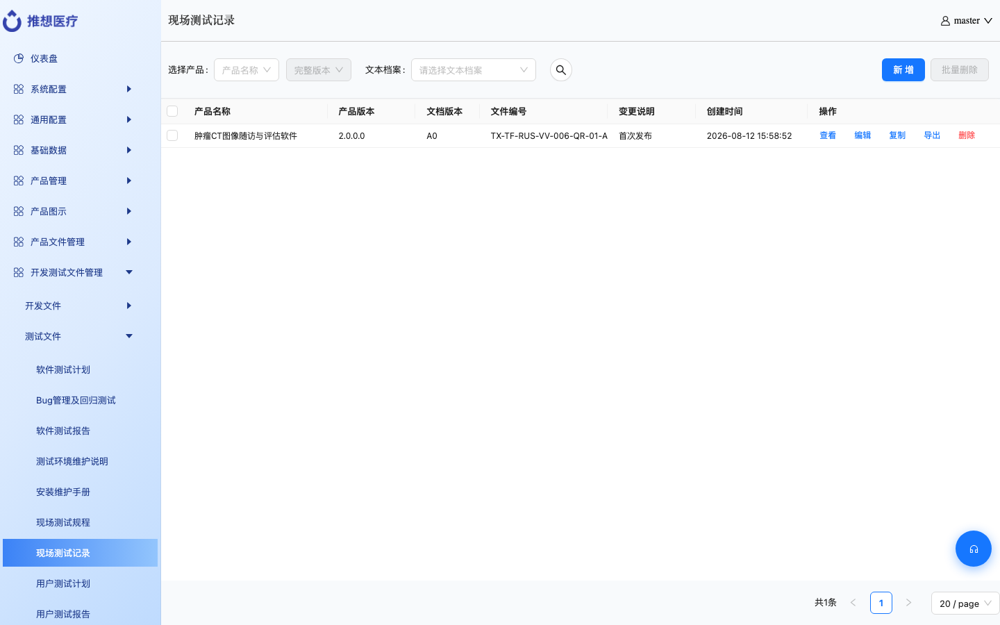 推想医疗
现场测试记录
master
仪表盘
系统配置
通用配置
基础数据
产品管理
产品图示
产品文件管理
开发测试文件管理
开发文件
测试文件
软件测试计划
Bug管理及回归测试
软件测试报告
测试环境维护说明
安装维护手册
现场测试规程
现场测试记录
用户测试计划
用户测试报告
选择产品: 产品名称 完整版本 文本档案: 请选择文本档案 新 增 批量删除
产品名称 产品版本 文档版本 文件编号 变更说明 创建时间 操作
肿瘤CT图像随访与评估软件 2.0.0.0 A0 TX-TF-RUS-VV-006-QR-01-A 首次发布 2026-08-12 15:58:52 查看 编辑 复制 导出 删除
共1条 1 20 / page